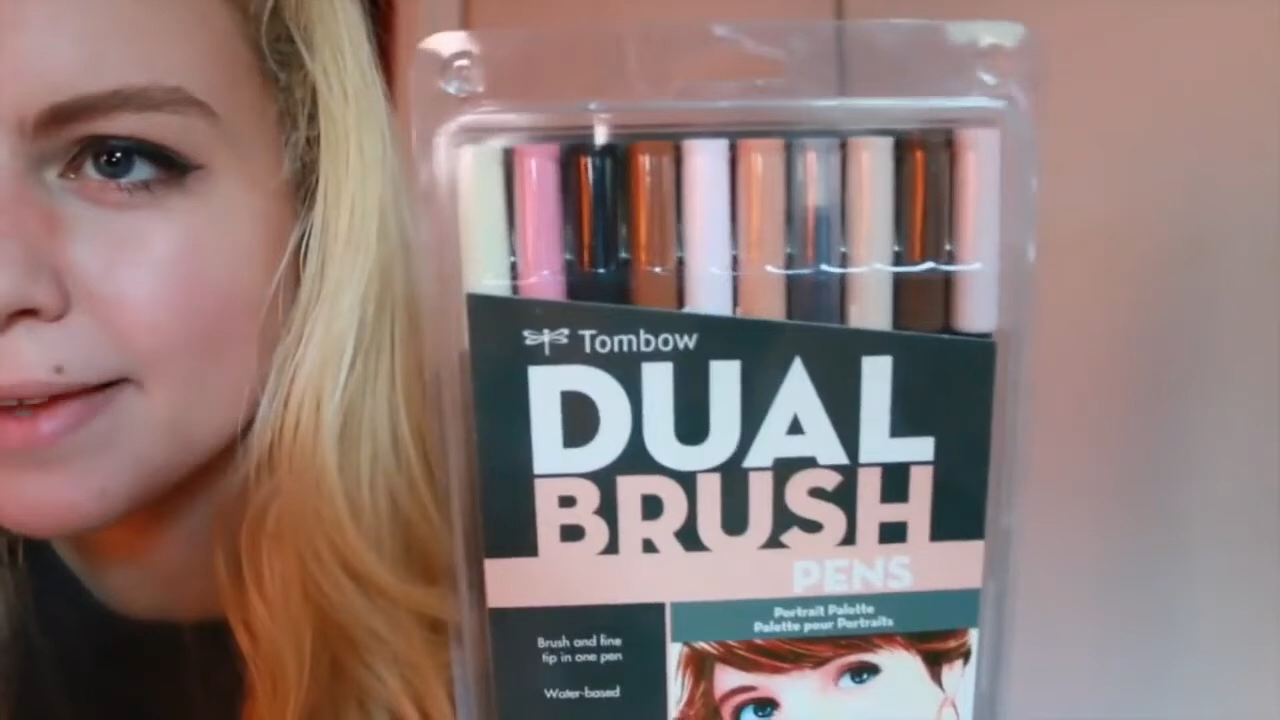 Tombow
DUAL
BRUSH
PENS
Portrait Palette
Palette pour Portraits
Brush and fine
tip in one pen
Water-based